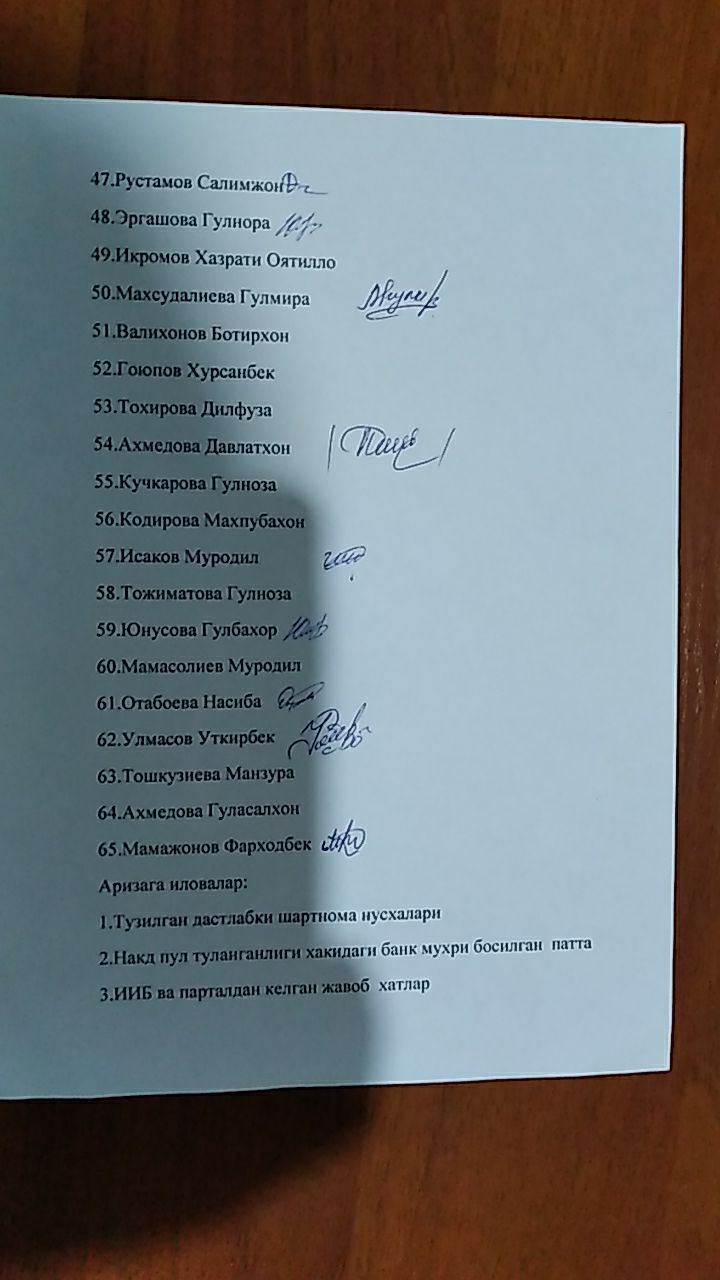 47.Рустамов Салимжон
48.Эргашова Гулнора
49.Икромов Хазрати Оятилло
50.Махсудалиева Гулмира
51.Валихонов Ботирхон
52.Гоюпов Хурсанбек
53.Тохирова Дилфуза
54.Ахмедова Давлатхон
55.Кучкарова Гулноза
56.Кодирова Махпубахон
57.Исаков Муродил
58.Тожиматова Гулноза
59.Юнусова Гулбахор
60.Мамасолиев Муродил
61.Отабоева Насиба
62.Улмасов Уткирбек
63.Тошкузиева Манзура
64.Ахмедова Гуласалхон
65.Мамажонов Фарходбек
Аризага иловалар:
1.Тузилган дастлабки шартнома нусхалари
2.Накд пул туланганлиги хакидаги банк мухри босилган патта
3.ИИБ ва парталдан келган жавоб хатлар